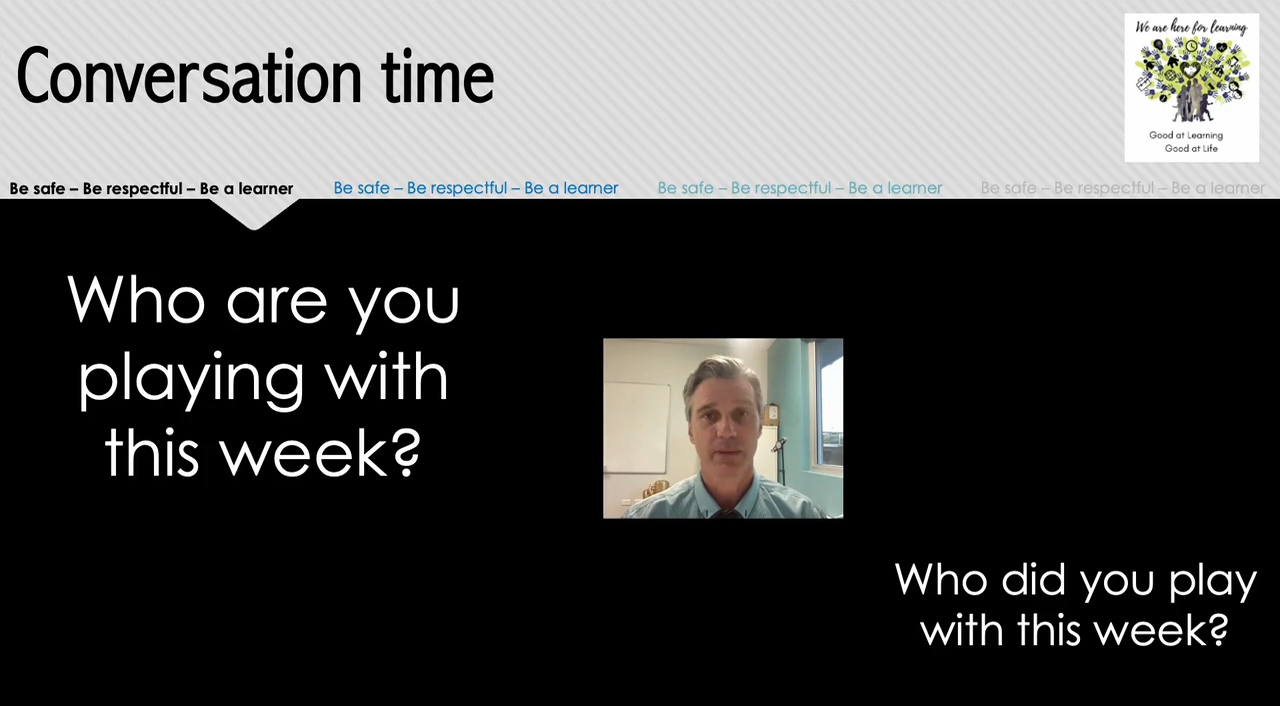 Conversation time
We are here for learning
Good at Learning
Good at Life
Be safe – Be respectful – Be a learner Be safe – Be respectful – Be a learner Be safe – Be respectful – Be a learner Be safe – Be respectful – Be a learner
Who are you
playing with
this week?
Who did you play
with this week?